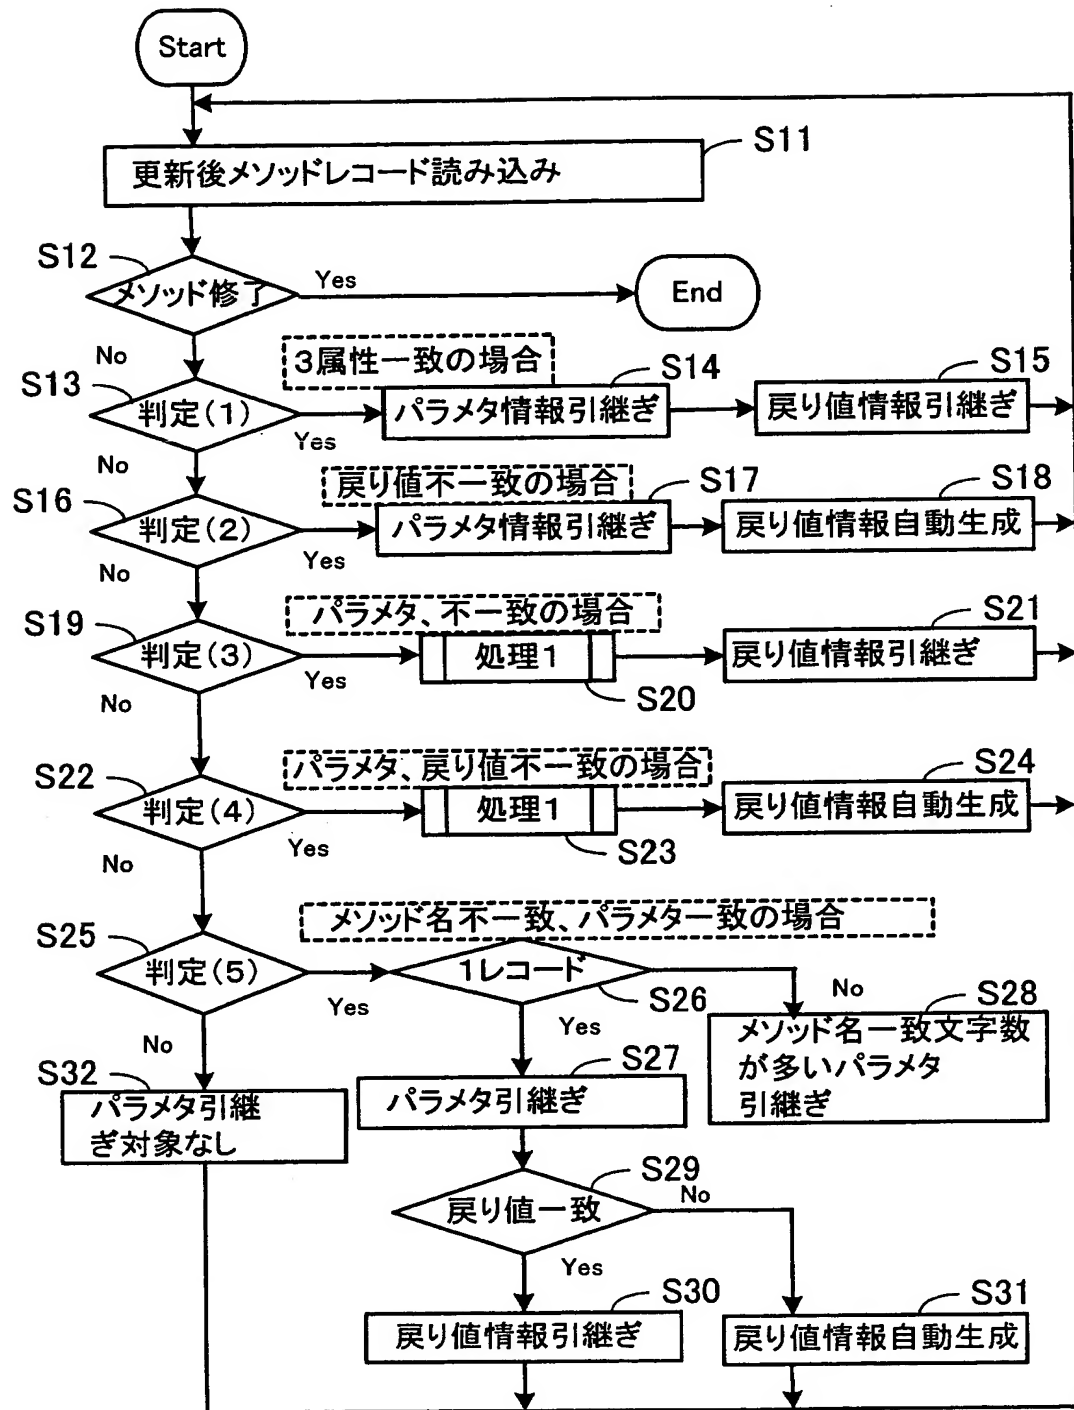 Start
S11
更新後メソッドレコード読み込み
S12
メソッド修了
Yes
End
No
3属性一致の場合
S13
判定(1)
Yes
S14
パラメタ情報引継ぎ
S15
戻り値情報引継ぎ
No
戻り値不一致の場合
S16
判定(2)
Yes
S17
パラメタ情報引継ぎ
S18
戻り値情報自動生成
No
パラメタ、不一致の場合
S19
判定(3)
Yes
処理1
S20
S21
戻り値情報引継ぎ
No
パラメタ、戻り値不一致の場合
S22
判定(4)
Yes
処理1
S23
S24
戻り値情報自動生成
No
メソッド名不一致、パラメター致の場合
S25
判定(5)
Yes
1レコード
S26
No
S28
メソッド名一致文字数
が多いパラメタ
引継ぎ
Yes
S27
パラメタ引継ぎ
No
S32
パラメタ引継
ぎ対象なし
S29
戻り値一致
No
Yes
S30
戻り値情報引継ぎ
S31
戻り値情報自動生成